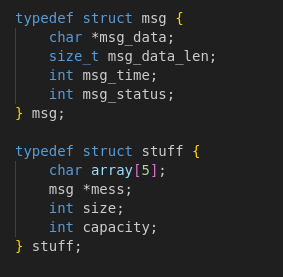 typedef struct msg {
    char *msg_data;
    size_t msg_data_len;
    int msg_time;
    int msg_status;
} msg;

typedef struct stuff {
    char array[5];
    msg *mess;
    int size;
    int capacity;
} stuff;